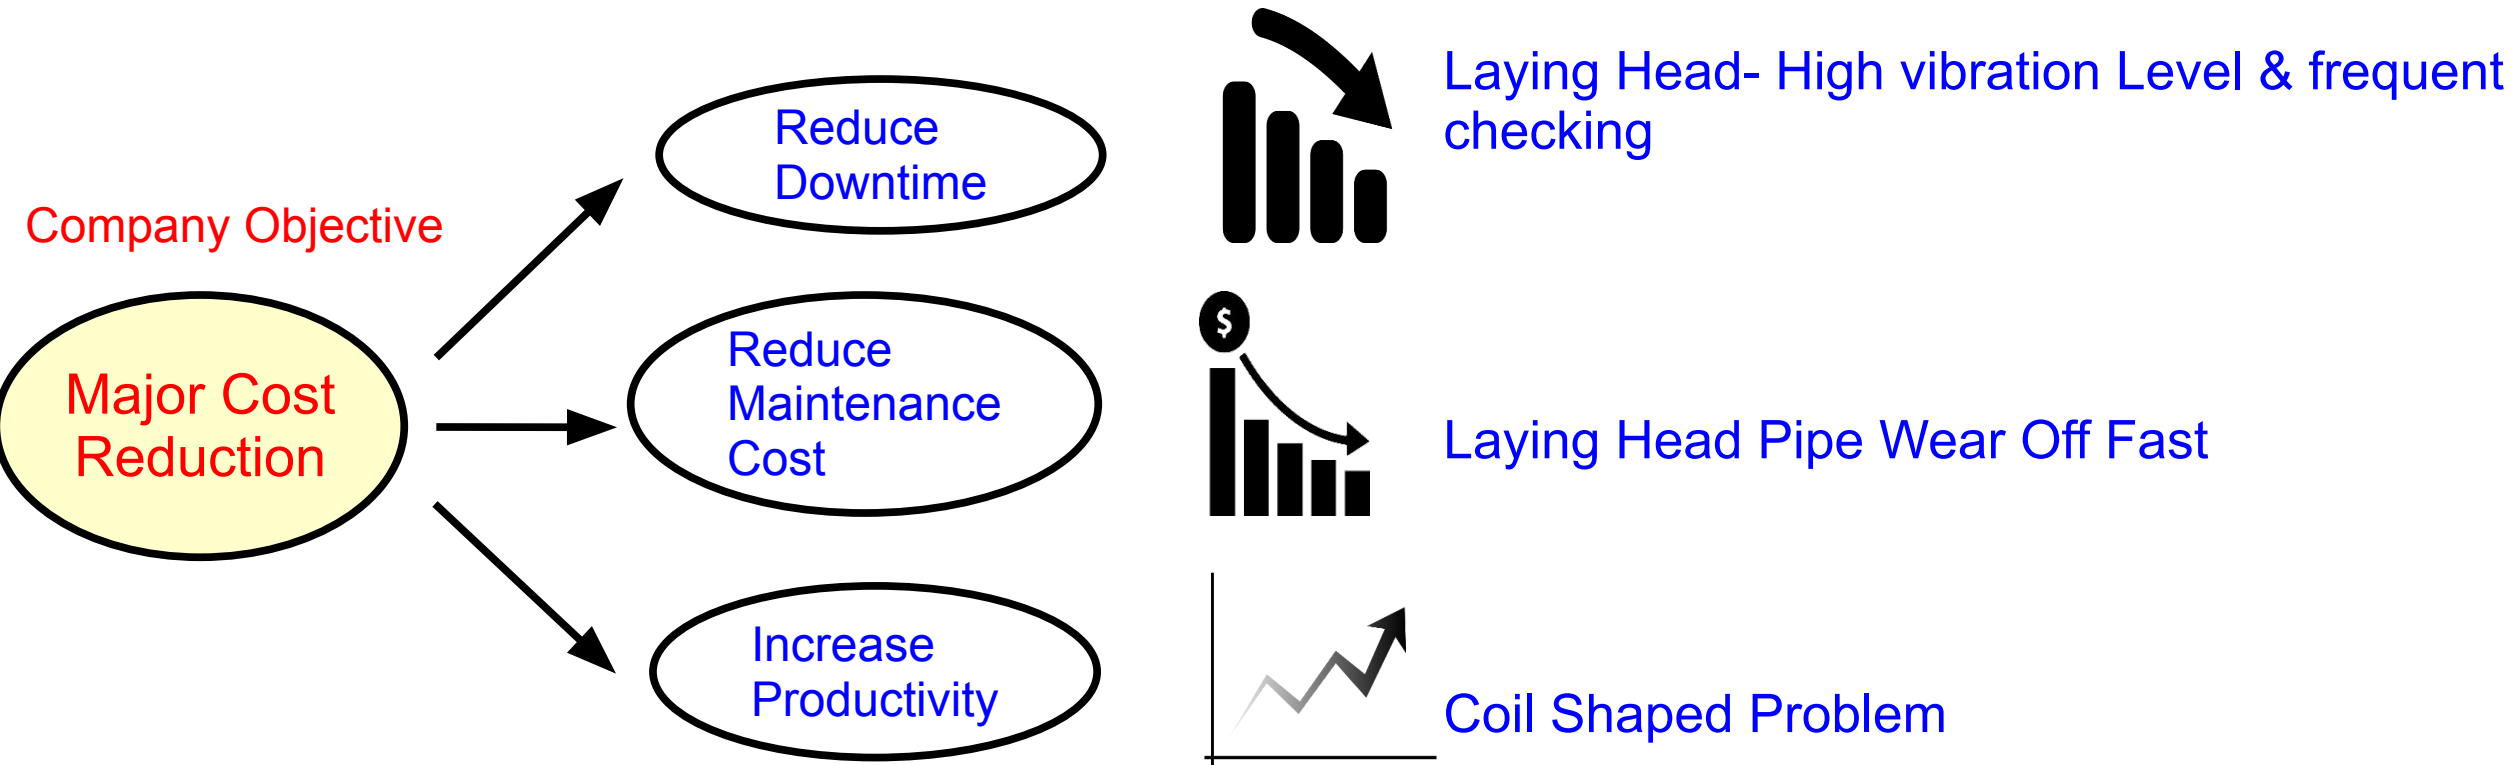 Company Objective
Major Cost
Reduction
Reduce
Downtime
Laying Head- High vibration Level & frequent
checking
Reduce
Maintenance
Cost
$
Laying Head Pipe Wear Off Fast
Increase
Productivity
Coil Shaped Problem